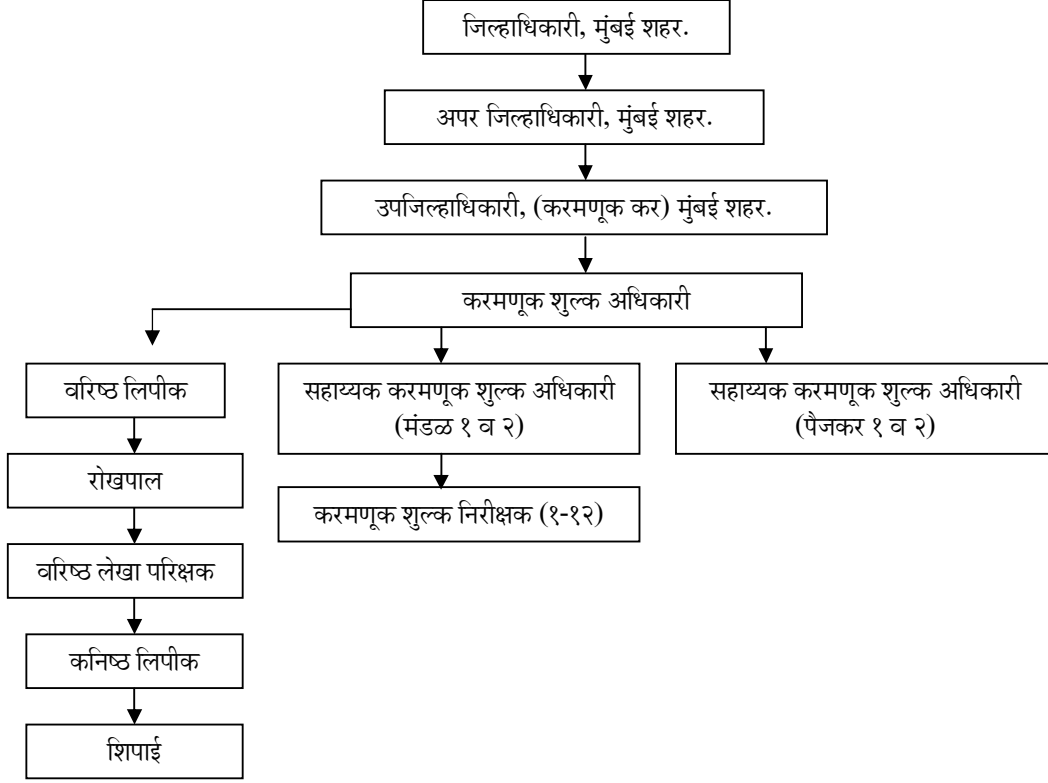 जिल्हाधिकारी, मुंबई शहर.
अपर जिल्हाधिकारी, मुंबई शहर.
उपजिल्हाधिकारी, (करमणूक कर) मुंबई शहर.
करमणूक शुल्क अधिकारी
वरिष्ठ लिपीक
सहाय्यक करमणूक शुल्क अधिकारी
(मंडळ १ व २)
सहाय्यक करमणूक शुल्क अधिकारी
(पैजकर १ व २)
रोखपाल
करमणूक शुल्क निरीक्षक (१-१२)
वरिष्ठ लेखा परिक्षक
कनिष्ठ लिपीक
शिपाई